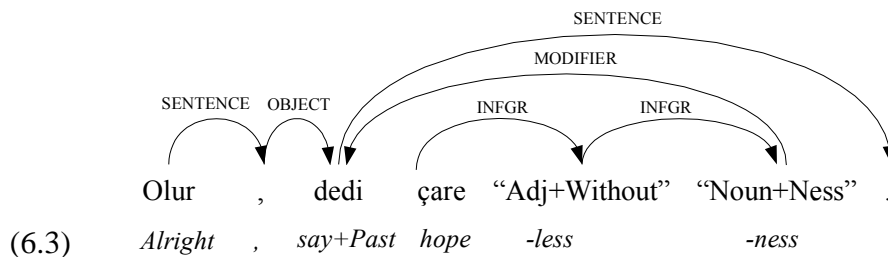 SENTENCE
MODIFIER
SENTENCE OBJECT INFGR INFGR
Olur , dedi çare “Adj+Without” “Noun+Ness” .
(6.3) Alright , say+Past hope -less -ness